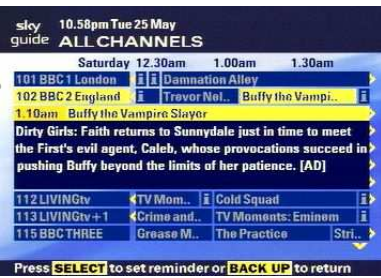 sky 10.58pm Tue 25 May
guide ALL CHANNELS
Saturday 12.30am 1.00am 1.30am
101 BBC 1 London i i Damnation Alley
102 BBC 2 England i Trevor Nel.. Buffy the Vampi.. i
1.10am Buffy the Vampire Slayer
Dirty Girls: Faith returns to Sunnydale just in time to meet
the First's evil agent, Caleb, whose provocations succeed in
pushing Buffy beyond the limits of her patience. [AD]
112 LIVINGtv TV Mom.. i Cold Squad i
113 LIVINGtv+1 Crime and.. TV Moments: Eminem i
115 BBC THREE Grease M.. The Practice Stri..
Press SELECT to set reminder or BACK UP to return